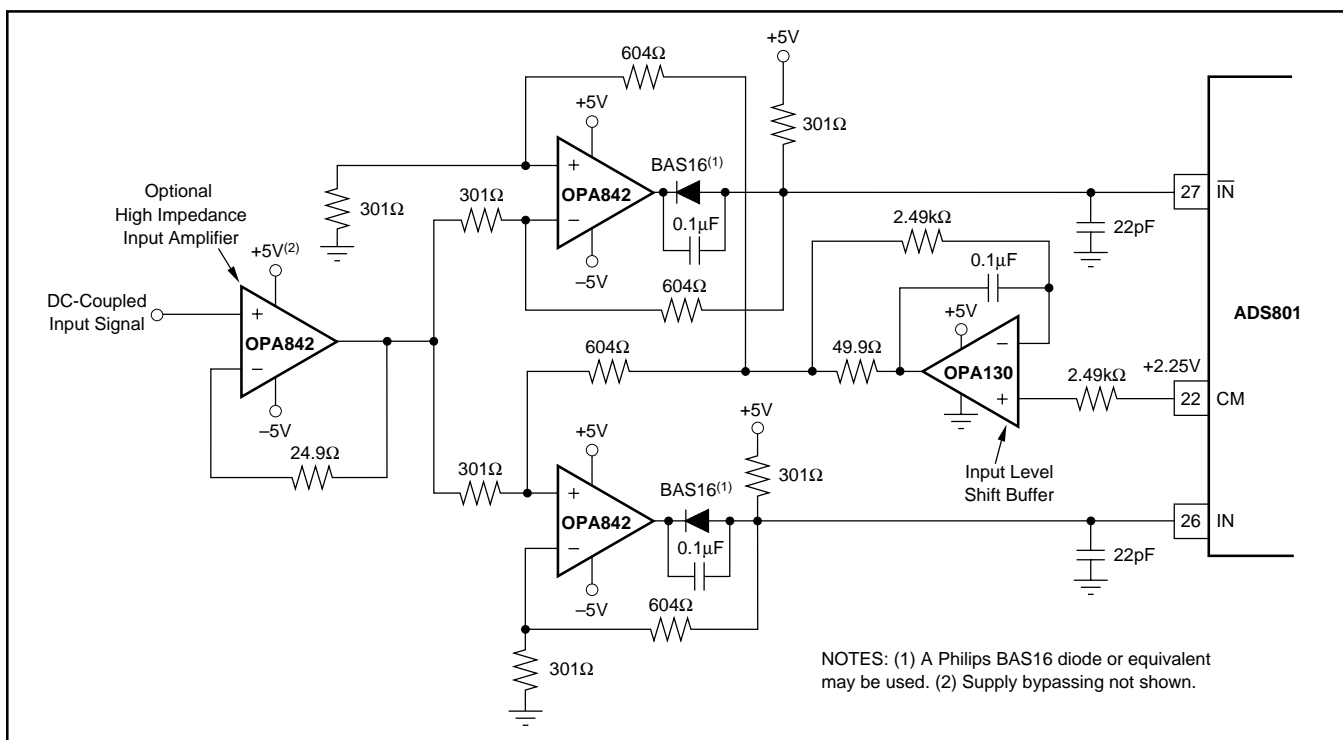 604Ω
+5V
+5V
301Ω
BAS16(1)
+
OPA842
−
0.1µF
−5V
301Ω
301Ω
604Ω
Optional
High Impedance
Input Amplifier
+5V(2)
DC-Coupled
Input Signal
+
OPA842
−
−5V
24.9Ω
27
IN
22pF
2.49kΩ
0.1µF
ADS801
+5V
−
OPA130
+
49.9Ω
604Ω
+2.25V
2.49kΩ
22
CM
Input Level
Shift Buffer
+5V
301Ω
+5V
301Ω
BAS16(1)
+
OPA842
−
0.1µF
–5V
604Ω
301Ω
26
IN
22pF
NOTES: (1) A Philips BAS16 diode or equivalent
may be used. (2) Supply bypassing not shown.